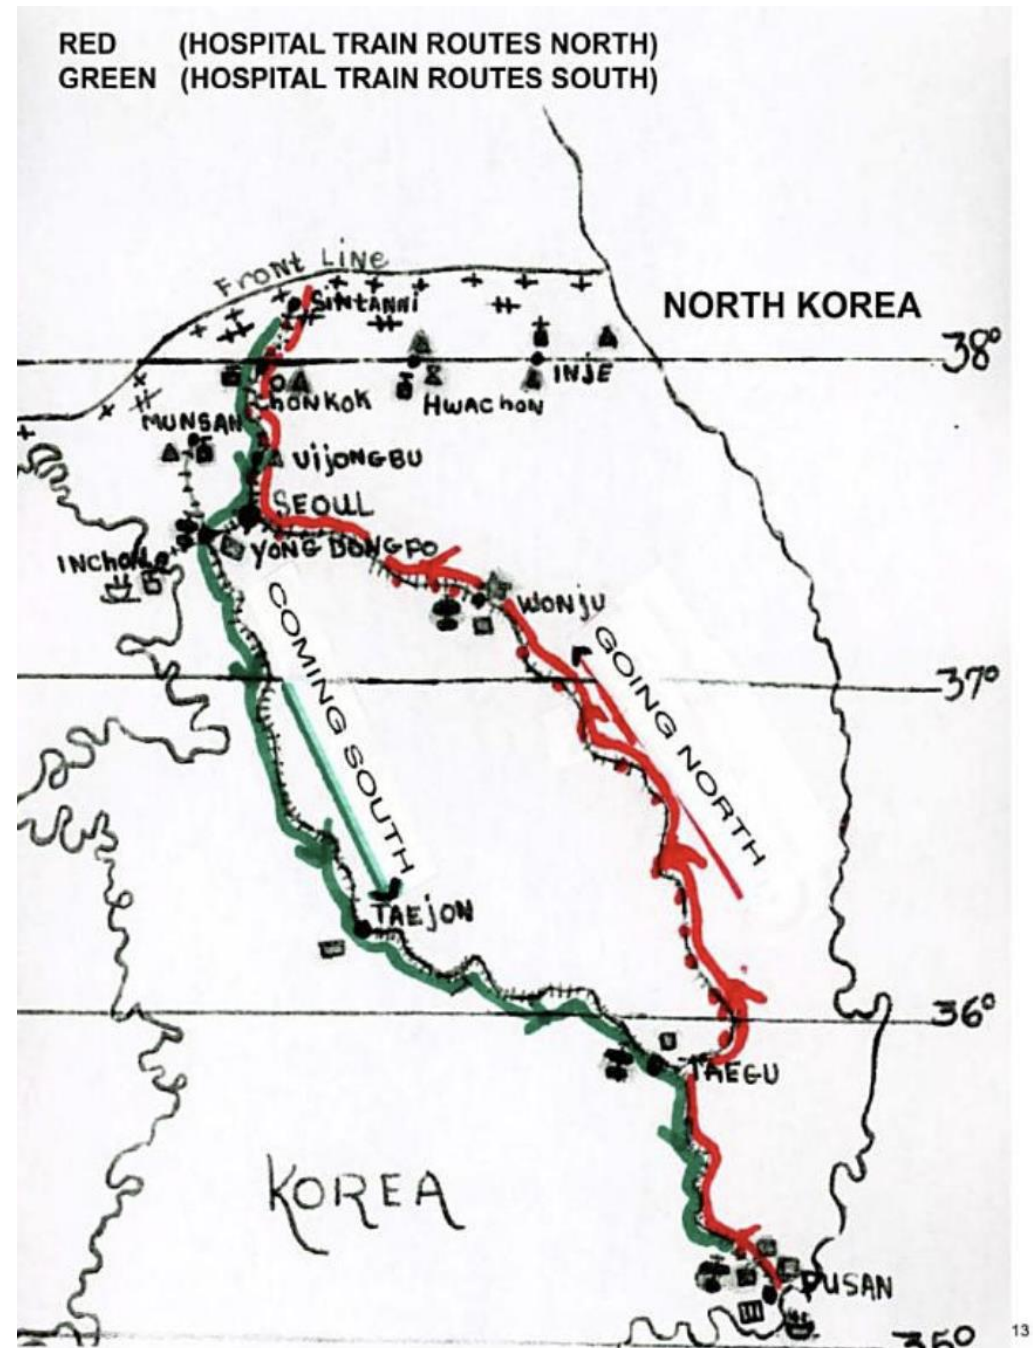 RED (HOSPITAL TRAIN ROUTES NORTH)
GREEN (HOSPITAL TRAIN ROUTES SOUTH)
Front Line
SiNtANNi
NORTH KOREA
38°
INjE
CHONKOK
HWACHON
MUNSAN
UijONGBU
SEOUL
YONG DONGPO
INCHON
WONjU
COMING SOUTH
GOING NORTH
37°
TAEjON
36°
TAEGU
KOREA
PUSAN
35°
13